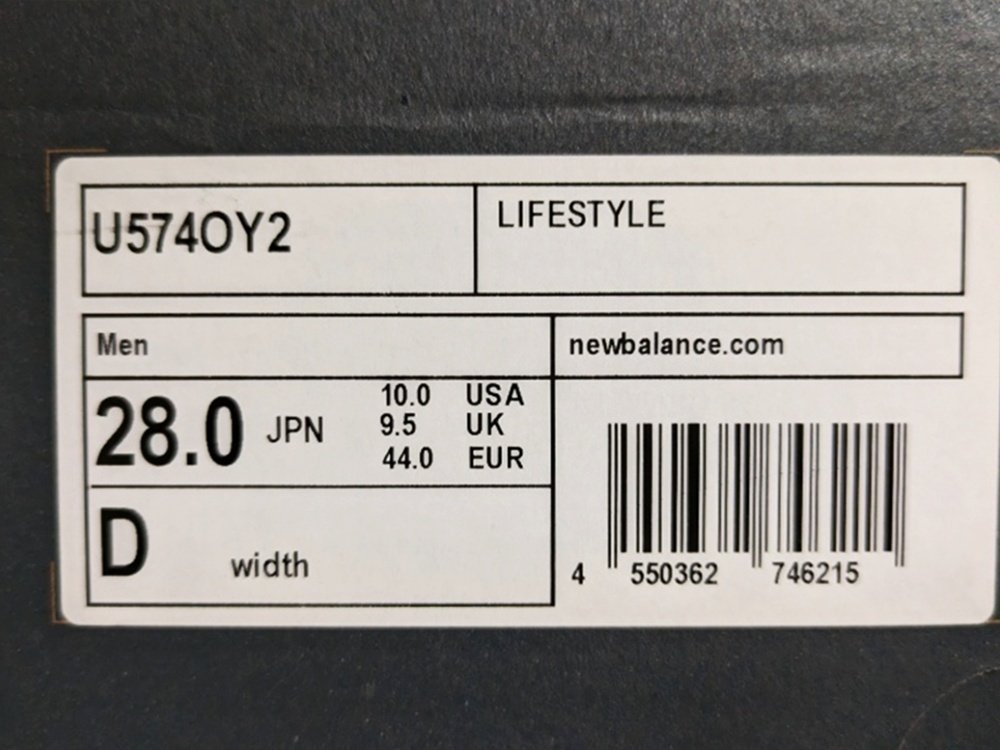 U574OY2
LIFESTYLE
Men
newbalance.com
28.0 JPN
10.0 USA
9.5 UK
44.0 EUR
D width
4 550362 746215